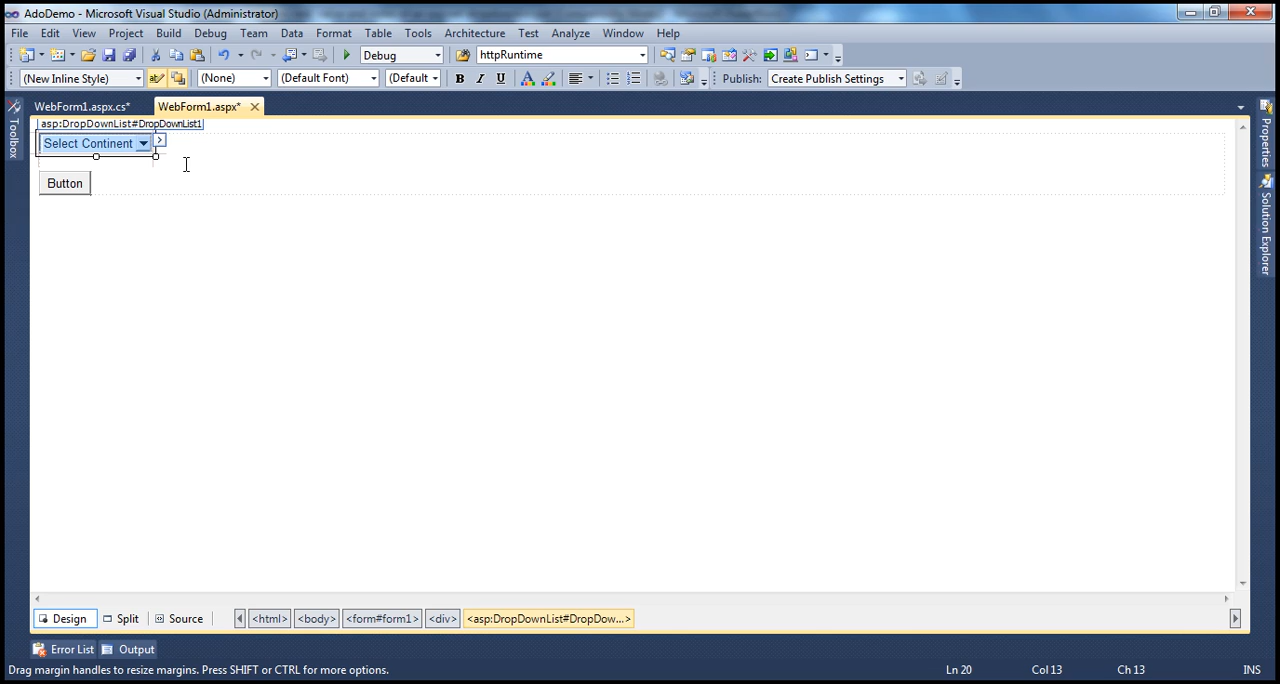 AdoDemo - Microsoft Visual Studio (Administrator)
File Edit View Project Build Debug Team Data Format Table Tools Architecture Test Analyze Window Help
Debug httpRuntime
(New Inline Style) (None) (Default Font) (Default B I U A Publish: Create Publish Settings
WebForm1.aspx.cs* WebForm1.aspx*
asp:DropDownList#DropDownList1
Select Continent
Button
Toolbox
Properties
Solution Explorer
Design Split Source <html> <body> <form#form1> <div> <asp:DropDownList#DropDow...>
Error List Output
Drag margin handles to resize margins. Press SHIFT or CTRL for more options. Ln 20 Col 13 Ch 13 INS